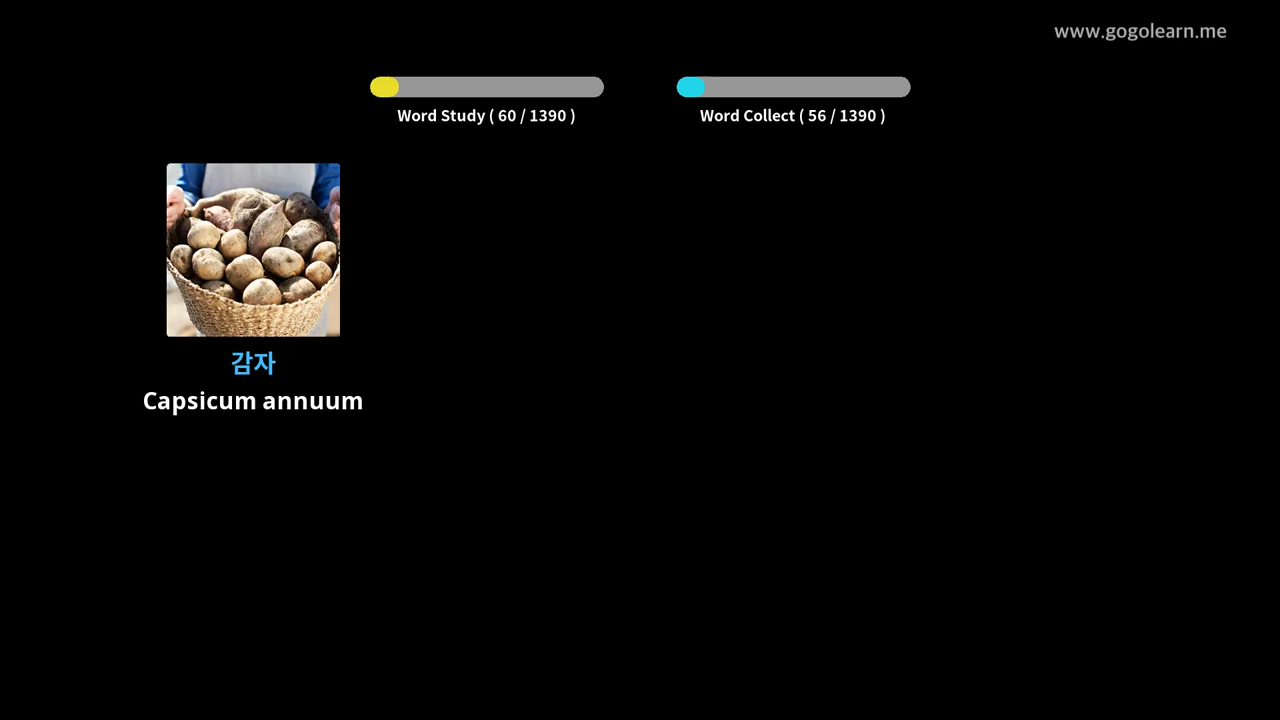 www.gogolearn.me
Word Study ( 60 / 1390 )
Word Collect ( 56 / 1390 )
감자
Capsicum annuum